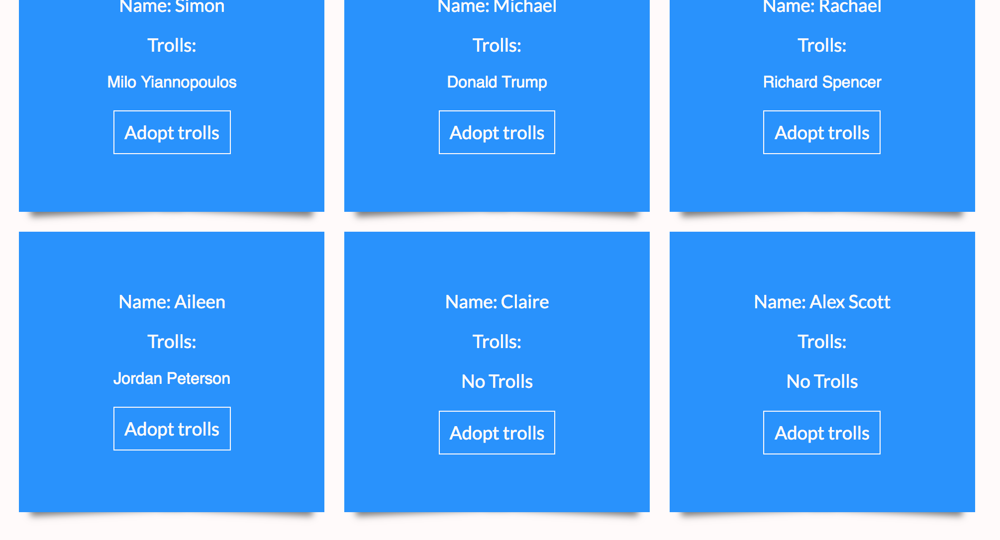 Name: Simon
Trolls:
Milo Yiannopoulos
Adopt trolls
Name: Michael
Trolls:
Donald Trump
Adopt trolls
Name: Rachael
Trolls:
Richard Spencer
Adopt trolls
Name: Aileen
Trolls:
Jordan Peterson
Adopt trolls
Name: Claire
Trolls:
No Trolls
Adopt trolls
Name: Alex Scott
Trolls:
No Trolls
Adopt trolls